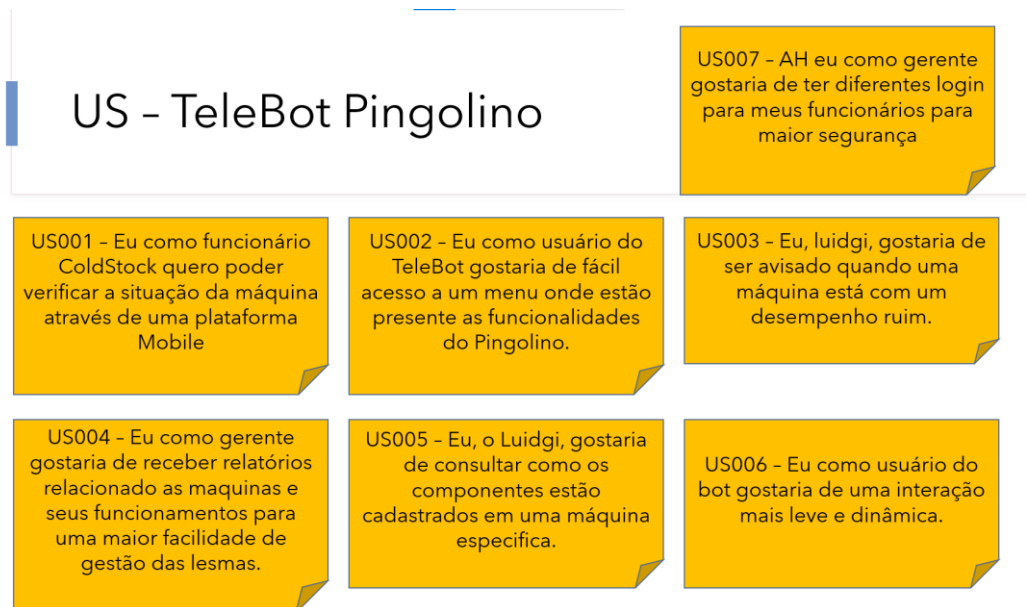 US – TeleBot Pingolino
US007 – AH eu como gerente
gostaria de ter diferentes login
para meus funcionários para
maior segurança
US001 – Eu como funcionário
ColdStock quero poder
verificar a situação da máquina
através de uma plataforma
Mobile
US002 – Eu como usuário do
TeleBot gostaria de fácil
acesso a um menu onde estão
presente as funcionalidades
do Pingolino.
US003 – Eu, luidgi, gostaria de
ser avisado quando uma
máquina está com um
desempenho ruim.
US004 – Eu como gerente
gostaria de receber relatórios
relacionado as maquinas e
seus funcionamentos para
uma maior facilidade de
gestão das lesmas.
US005 – Eu, o Luidgi, gostaria
de consultar como os
componentes estão
cadastrados em uma máquina
especifica.
US006 – Eu como usuário do
bot gostaria de uma interação
mais leve e dinâmica.